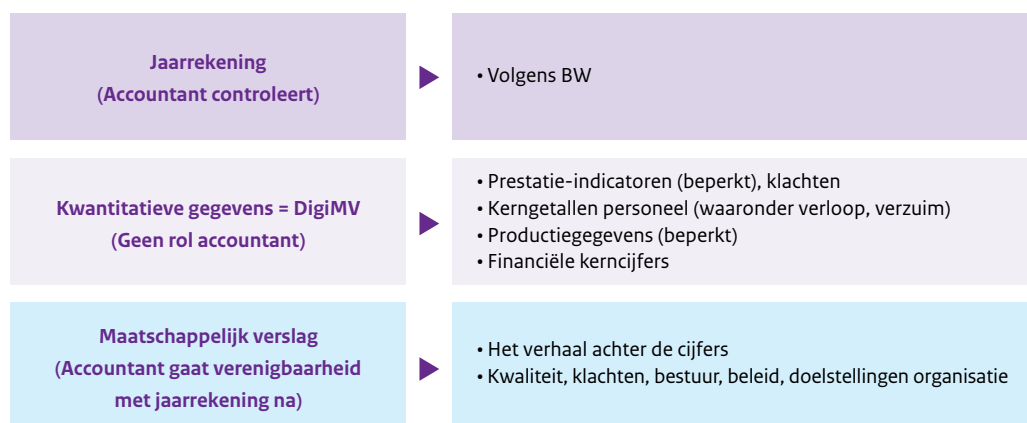 Jaarrekening
(Accountant controleert)
• Volgens BW
Kwantitatieve gegevens = DigiMV
(Geen rol accountant)
• Prestatie-indicatoren (beperkt), klachten
• Kerngetallen personeel (waaronder verloop, verzuim)
• Productiegegevens (beperkt)
• Financiële kerncijfers
Maatschappelijk verslag
(Accountant gaat verenigbaarheid
met jaarrekening na)
• Het verhaal achter de cijfers
• Kwaliteit, klachten, bestuur, beleid, doelstellingen organisatie